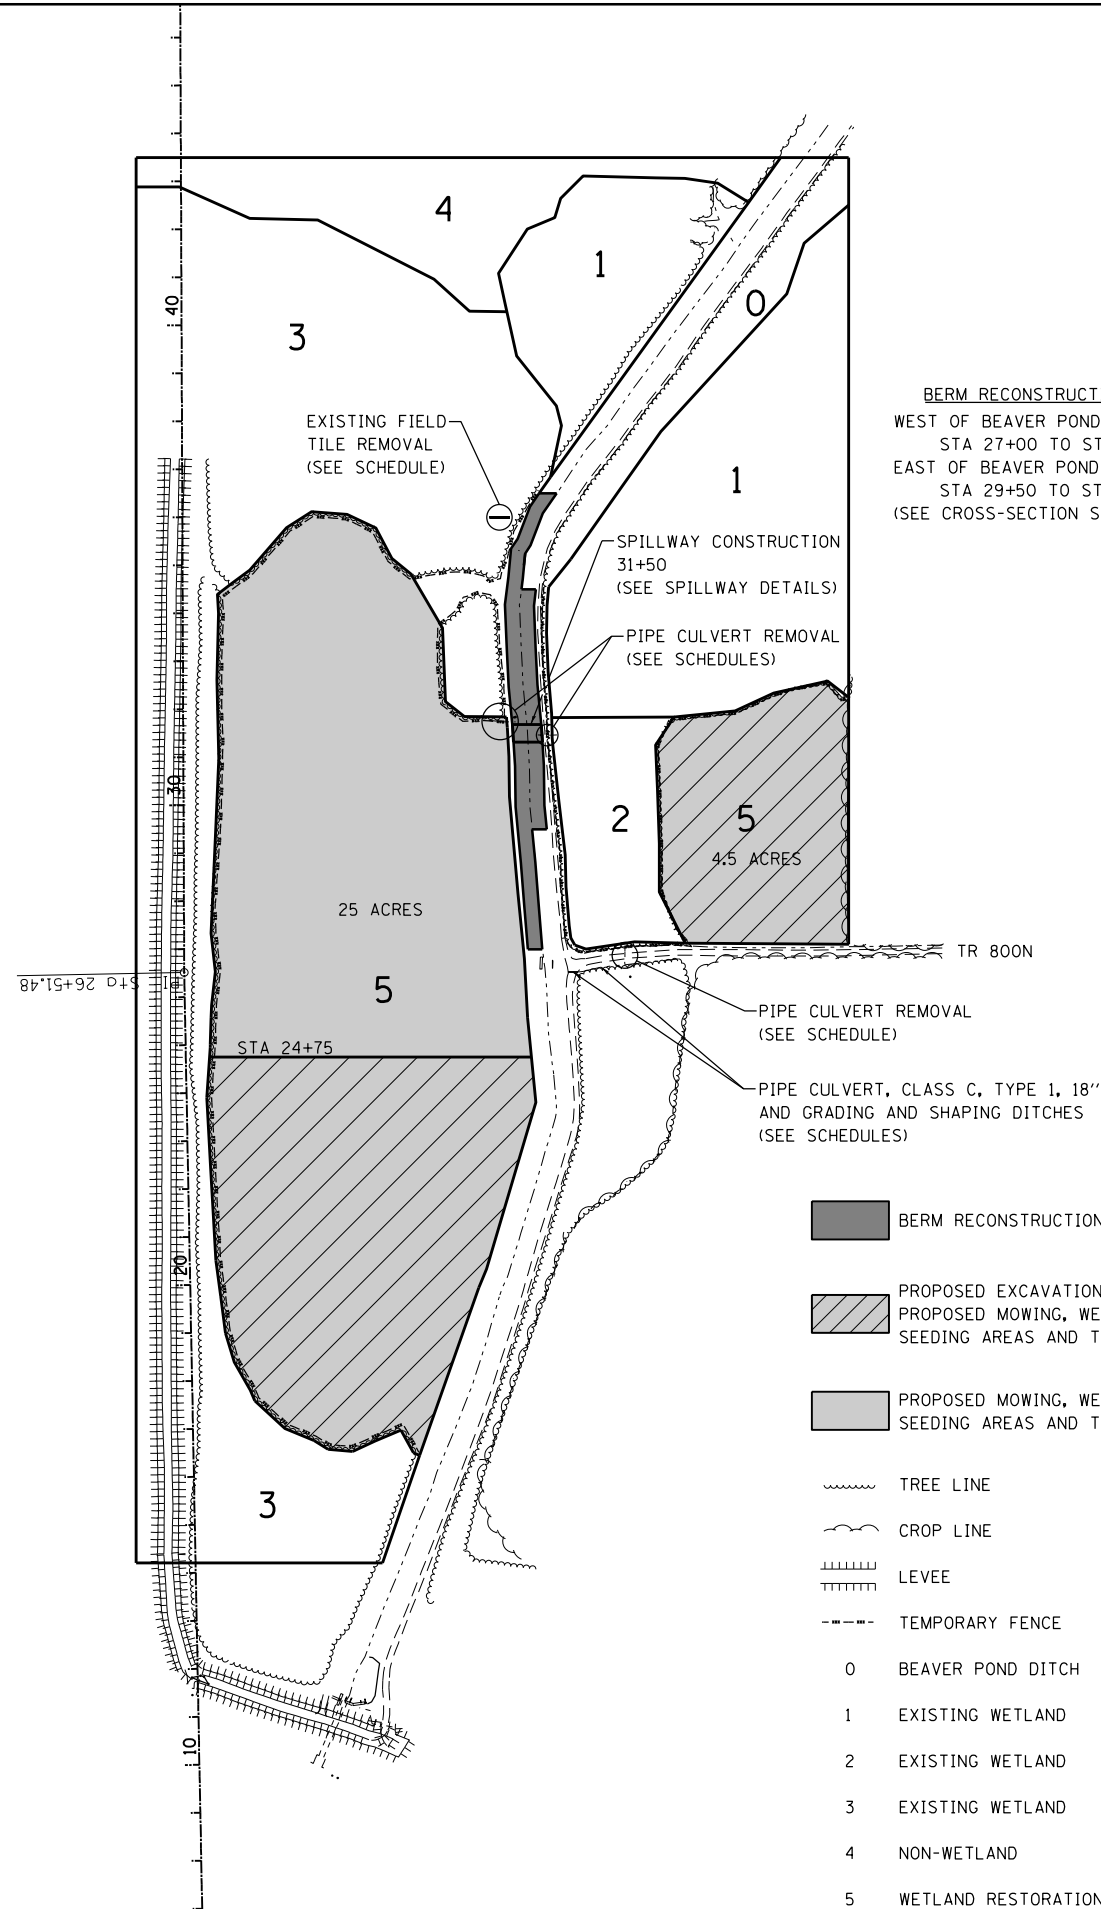 4
1
0
40
3
BERM RECONSTRUCT
WEST OF BEAVER POND
STA 27+00 TO ST
EAST OF BEAVER POND
STA 29+50 TO ST
(SEE CROSS-SECTION S
EXISTING FIELD
TILE REMOVAL
(SEE SCHEDULE)
1
SPILLWAY CONSTRUCTION
31+50
(SEE SPILLWAY DETAILS)
PIPE CULVERT REMOVAL
(SEE SCHEDULES)
30
2
5
4.5 ACRES
25 ACRES
TR 800N
PI Sta 26+51.48
5
PIPE CULVERT REMOVAL
(SEE SCHEDULE)
STA 24+75
PIPE CULVERT, CLASS C, TYPE 1, 18''
AND GRADING AND SHAPING DITCHES
(SEE SCHEDULES)
20
BERM RECONSTRUCTION
PROPOSED EXCAVATION
PROPOSED MOWING, WE
SEEDING AREAS AND T
PROPOSED MOWING, WE
SEEDING AREAS AND T
3
TREE LINE
CROP LINE
LEVEE
TEMPORARY FENCE
0 BEAVER POND DITCH
1 EXISTING WETLAND
10
2 EXISTING WETLAND
3 EXISTING WETLAND
4 NON-WETLAND
5 WETLAND RESTORATION